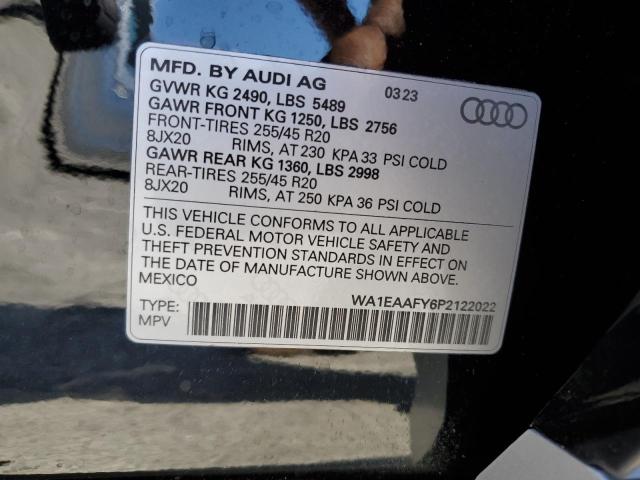 MFD. BY AUDI AG 0323
GVWR KG 2490, LBS 5489
GAWR FRONT KG 1250, LBS 2756
FRONT-TIRES 255/45 R20
8JX20 RIMS, AT 230 KPA 33 PSI COLD
GAWR REAR KG 1360, LBS 2998
REAR-TIRES 255/45 R20
8JX20 RIMS, AT 250 KPA 36 PSI COLD
THIS VEHICLE CONFORMS TO ALL APPLICABLE
U.S. FEDERAL MOTOR VEHICLE SAFETY AND
THEFT PREVENTION STANDARDS IN EFFECT ON
THE DATE OF MANUFACTURE SHOWN ABOVE.
MEXICO
WA1EAAFY6P2122022
TYPE:
MPV